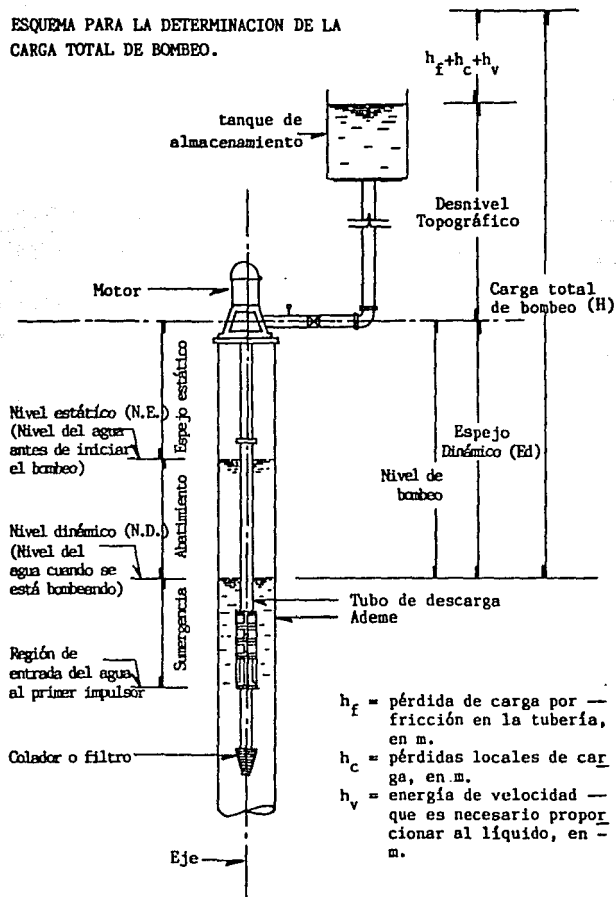 ESQUEMA PARA LA DETERMINACION DE LA
CARGA TOTAL DE BOMBEO.
h_f+h_c+h_v
tanque de
almacenamiento
Desnivel
Topográfico
Motor
Carga total
de bombeo (H)
Espejo estático
Nivel estático (N.E.)
(Nivel del agua
antes de iniciar
el bombeo)
Espejo
Dinámico (Ed)
Nivel de
bombeo
Abatimiento
Nivel dinámico (N.D.)
(Nivel del
agua cuando se
está bombeando)
Sumergencia
Tubo de descarga
Ademe
Región de
entrada del agua
al primer impulsor
Colador o filtro
Eje
h_f = pérdida de carga por —
fricción en la tubería,
en m.
h_c = pérdidas locales de car
ga, en m.
h_v = energía de velocidad —
que es necesario propor
cionar al líquido, en —
m.